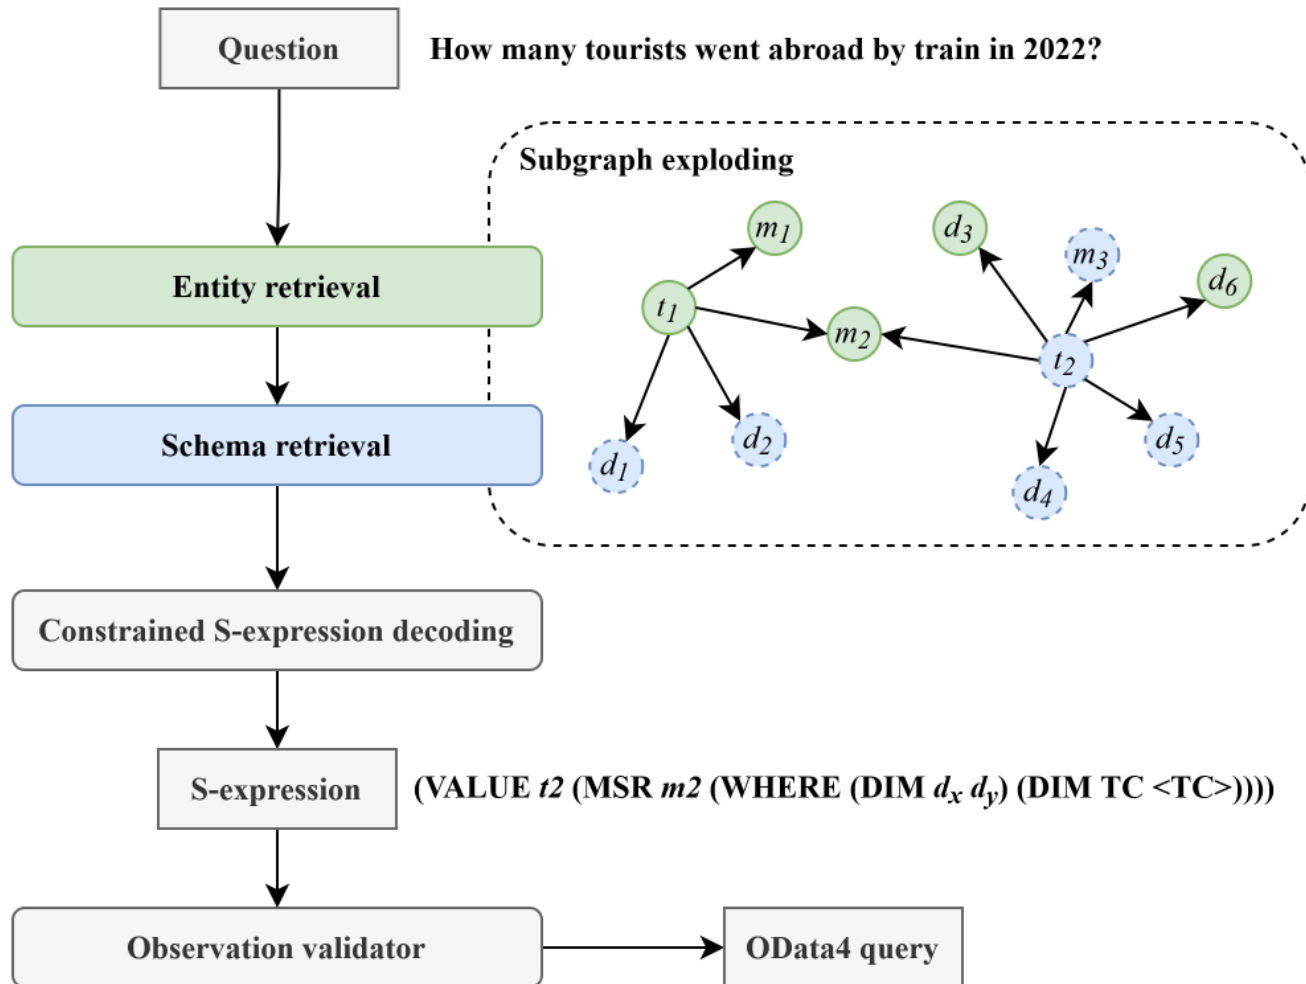 Question
How many tourists went abroad by train in 2022?
Subgraph exploding
m1
d3
m3
d6
t1
m2
t2
d1
d2
d4
d5
Entity retrieval
Schema retrieval
Constrained S-expression decoding
S-expression
(VALUE t2 (MSR m2 (WHERE (DIM dx dy) (DIM TC <TC>))))
Observation validator
OData4 query